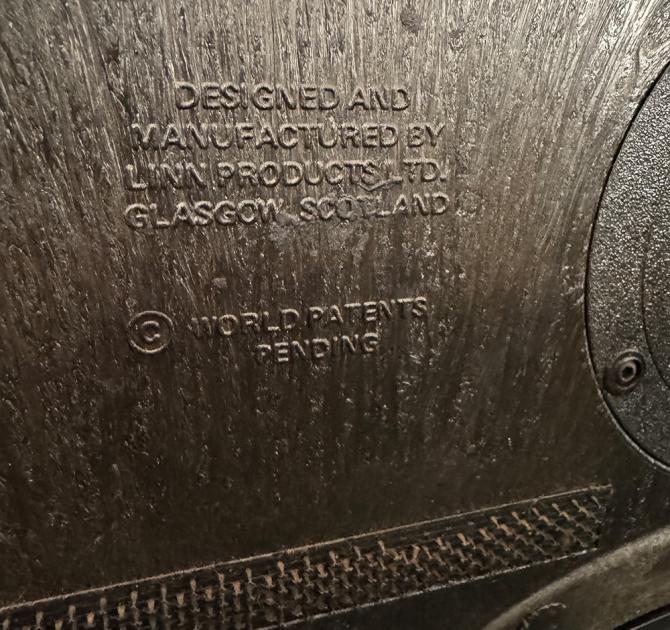 DESIGNED AND
MANUFACTURED BY
LINN PRODUCTS LTD.
GLASGOW, SCOTLAND
© WORLD PATENTS
PENDING